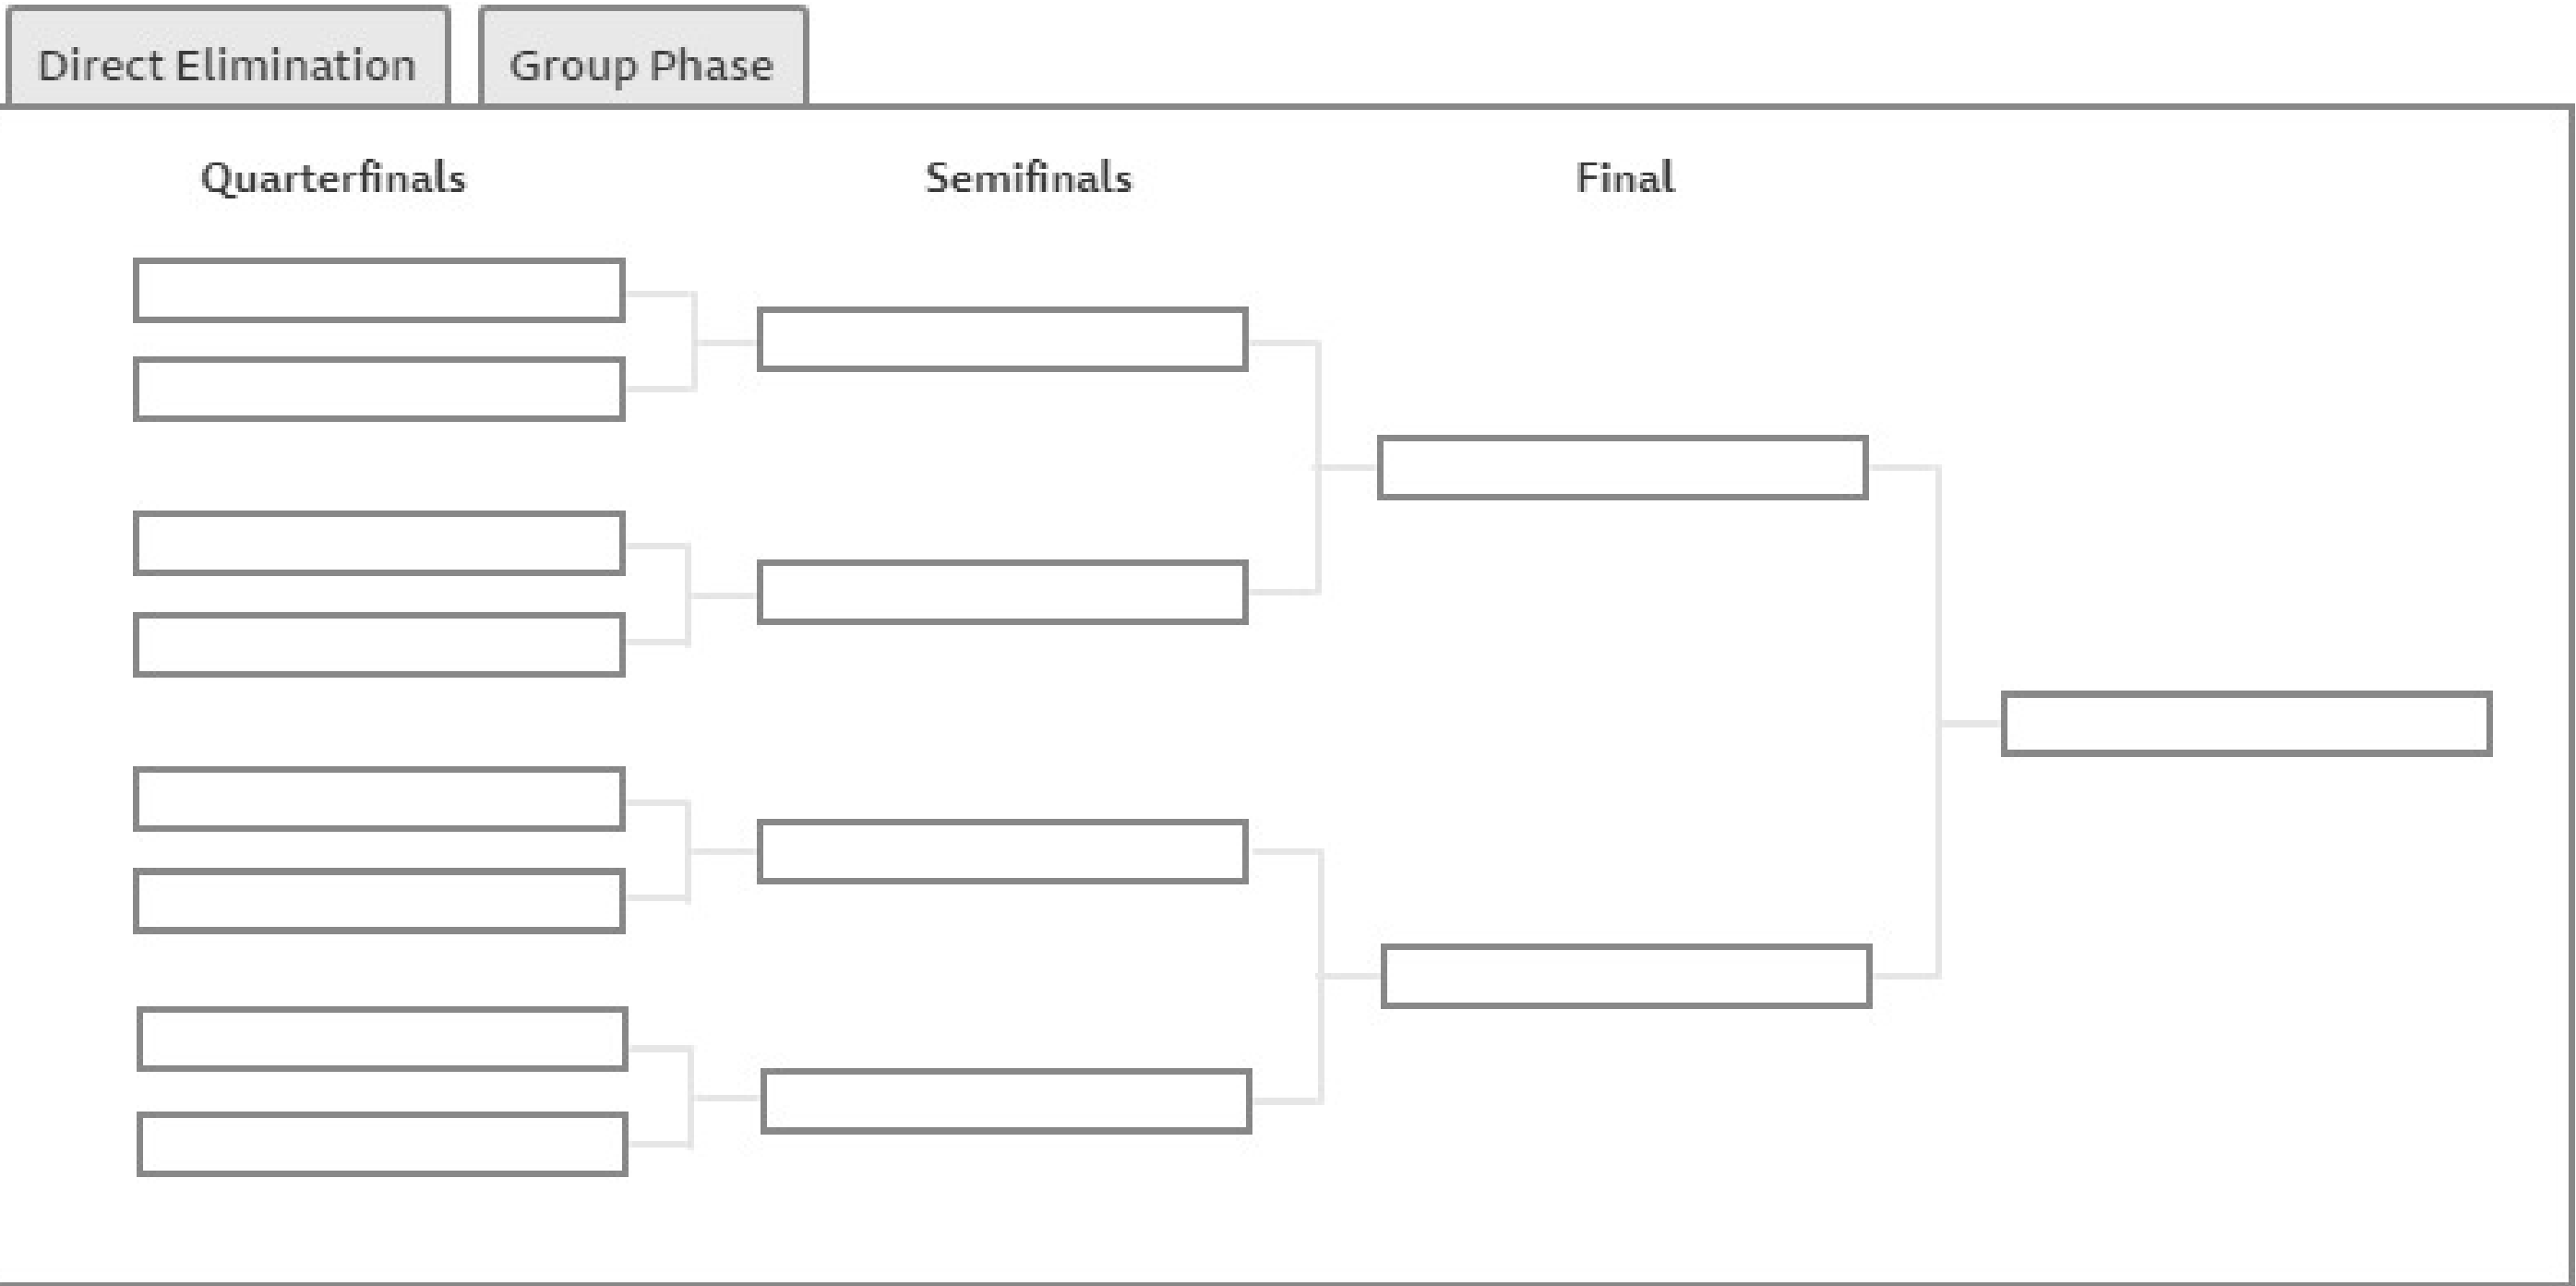 Direct Elimination
Group Phase
Quarterfinals
Semifinals
Final